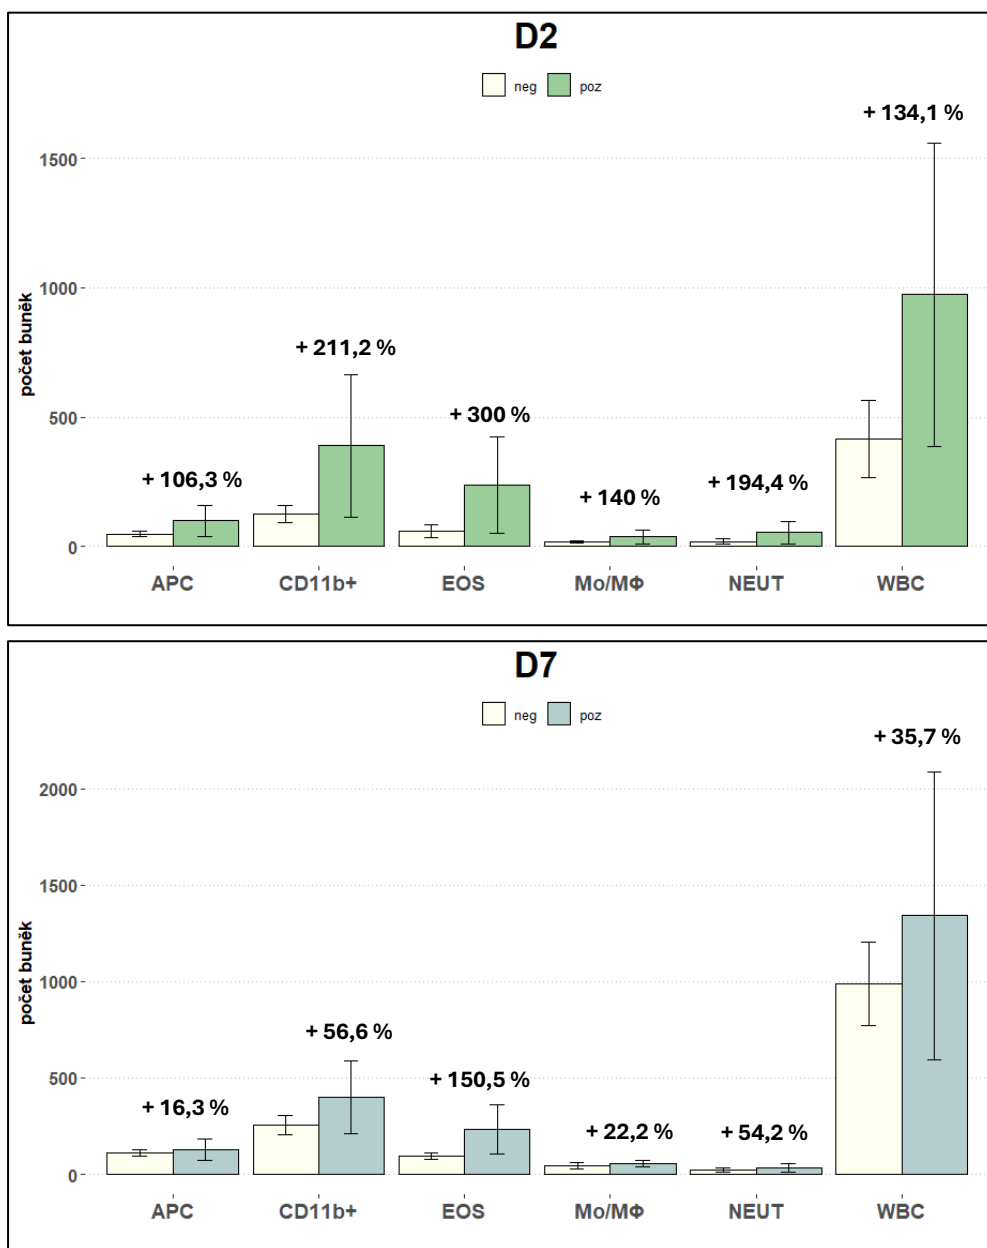 D2
neg poz
+ 134,1 %
1500
1000
+ 211,2 %
500
+ 300 %
+ 106,3 %
+ 140 %
+ 194,4 %
0
počet buněk
APC CD11b+ EOS Mo/MΦ NEUT WBC
D7
neg poz
+ 35,7 %
2000
1500
1000
+ 56,6 %
500
+ 150,5 %
+ 16,3 %
+ 22,2 %
+ 54,2 %
0
počet buněk
APC CD11b+ EOS Mo/MΦ NEUT WBC